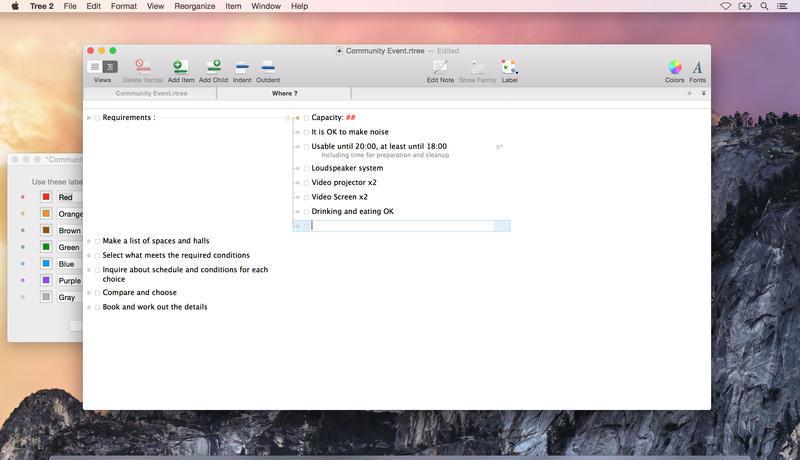 Tree 2 File Edit Format View Reorganize Item Window Help
Community Event.rtree — Edited
Views Delete Item(s) Add Item Add Child Indent Outdent Edit Note Show Family Label Colors Fonts
Community Event.rtree Where ?
Requirements :
Capacity: ##
It is OK to make noise
Usable until 20:00, at least until 18:00
Including time for preparation and cleanup
Loudspeaker system
Video projector x2
Video Screen x2
Drinking and eating OK
Make a list of spaces and halls
Select what meets the required conditions
Inquire about schedule and conditions for each
choice
Compare and choose
Book and work out the details
"Communi
Use these labe
Red
Orange
Brown
Green
Blue
Purple
Gray